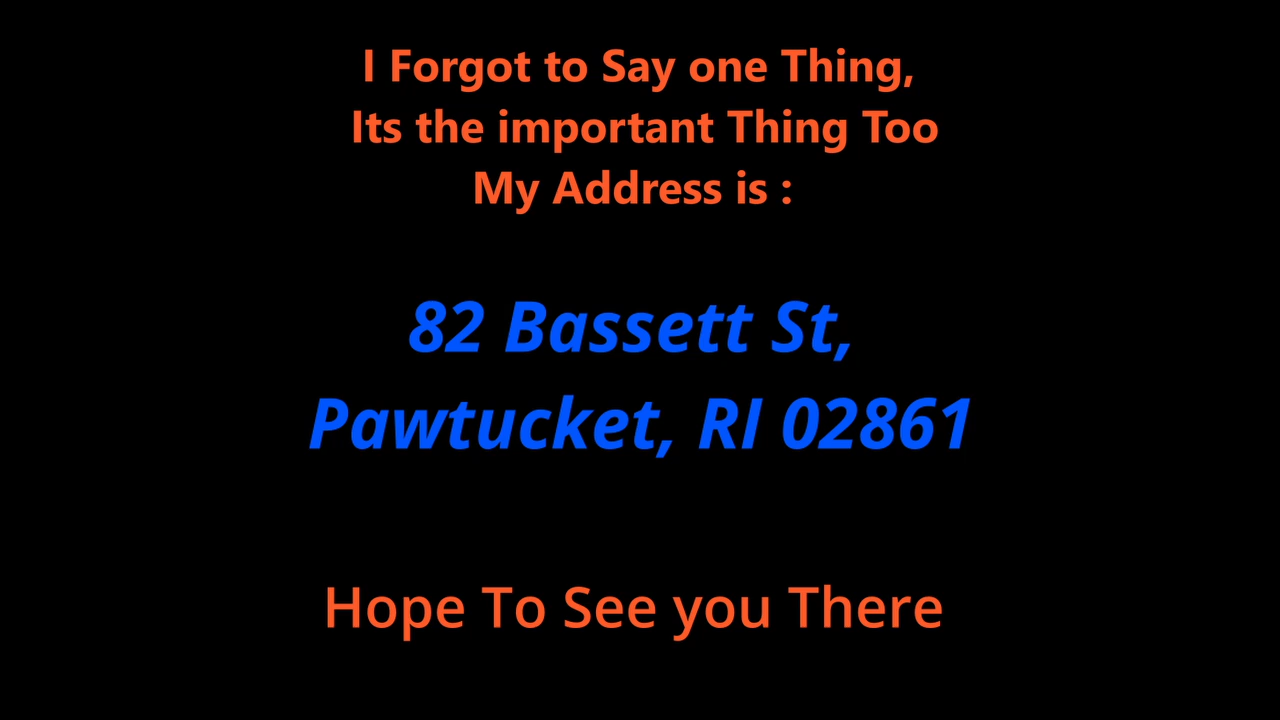 I Forgot to Say one Thing,
Its the important Thing Too
My Address is :
82 Bassett St,
Pawtucket, RI 02861
Hope To See you There